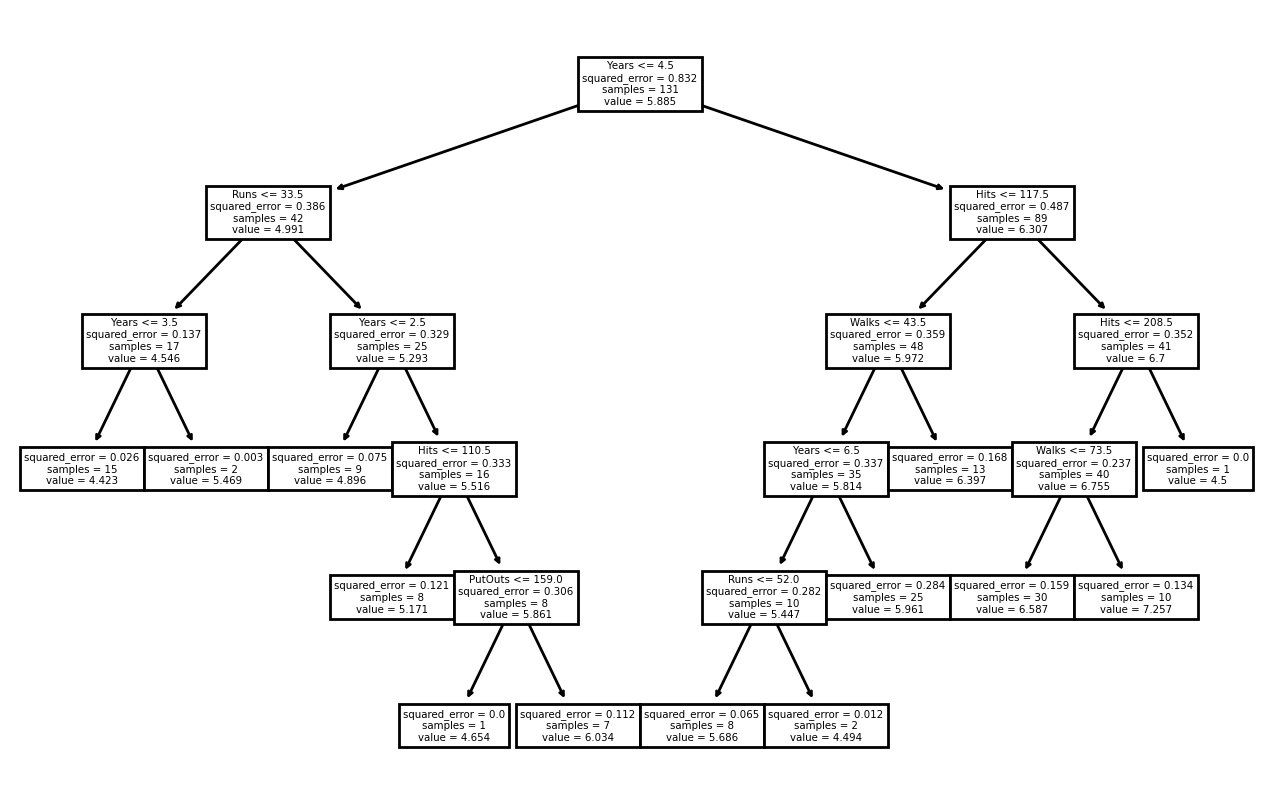 Years <= 4.5
squared_error = 0.832
samples = 131
value = 5.885
Runs <= 33.5
squared_error = 0.386
samples = 42
value = 4.991
Hits <= 117.5
squared_error = 0.487
samples = 89
value = 6.307
Years <= 3.5
squared_error = 0.137
samples = 17
value = 4.546
Years <= 2.5
squared_error = 0.329
samples = 25
value = 5.293
Walks <= 43.5
squared_error = 0.359
samples = 48
value = 5.972
Hits <= 208.5
squared_error = 0.352
samples = 41
value = 6.7
squared_error = 0.026
samples = 15
value = 4.423
squared_error = 0.003
samples = 2
value = 5.469
squared_error = 0.075
samples = 9
value = 4.896
Hits <= 110.5
squared_error = 0.333
samples = 16
value = 5.516
Years <= 6.5
squared_error = 0.337
samples = 35
value = 5.814
squared_error = 0.168
samples = 13
value = 6.397
Walks <= 73.5
squared_error = 0.237
samples = 40
value = 6.755
squared_error = 0.0
samples = 1
value = 4.5
squared_error = 0.121
samples = 8
value = 5.171
PutOuts <= 159.0
squared_error = 0.306
samples = 8
value = 5.861
Runs <= 52.0
squared_error = 0.282
samples = 10
value = 5.447
squared_error = 0.284
samples = 25
value = 5.961
squared_error = 0.159
samples = 30
value = 6.587
squared_error = 0.134
samples = 10
value = 7.257
squared_error = 0.0
samples = 1
value = 4.654
squared_error = 0.112
samples = 7
value = 6.034
squared_error = 0.065
samples = 8
value = 5.686
squared_error = 0.012
samples = 2
value = 4.494